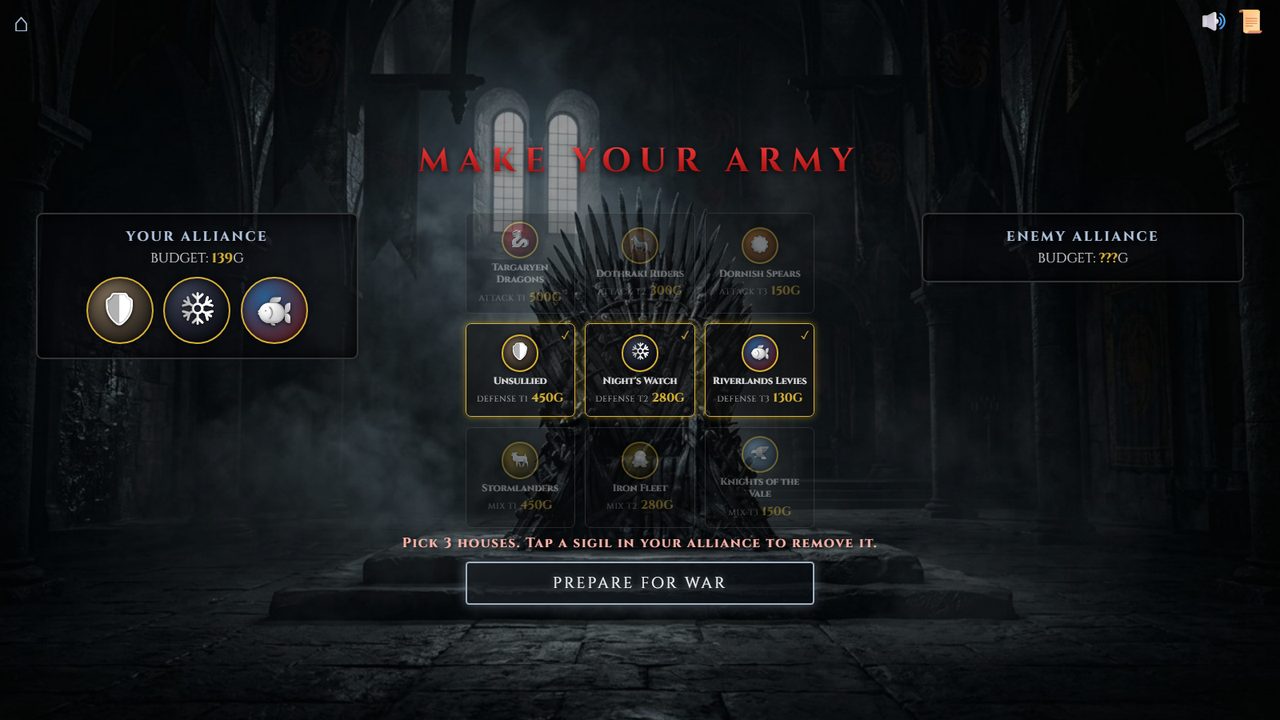 MAKE YOUR ARMY
YOUR ALLIANCE
BUDGET: 139G
ENEMY ALLIANCE
BUDGET: ???G
TARGARYEN
DRAGONS
ATTACK T1 500G
DOTHRAKI RIDERS
ATTACK T2 300G
DORNISH SPEARS
ATTACK T3 150G
UNSULLIED
DEFENSE T1 450G
NIGHT'S WATCH
DEFENSE T2 280G
RIVERLANDS LEVIES
DEFENSE T3 130G
STORMLANDERS
MIX T1 450G
IRON FLEET
MIX T2 280G
KNIGHTS OF THE
VALE
MIX T3 150G
PICK 3 HOUSES. TAP A SIGIL IN YOUR ALLIANCE TO REMOVE IT.
PREPARE FOR WAR